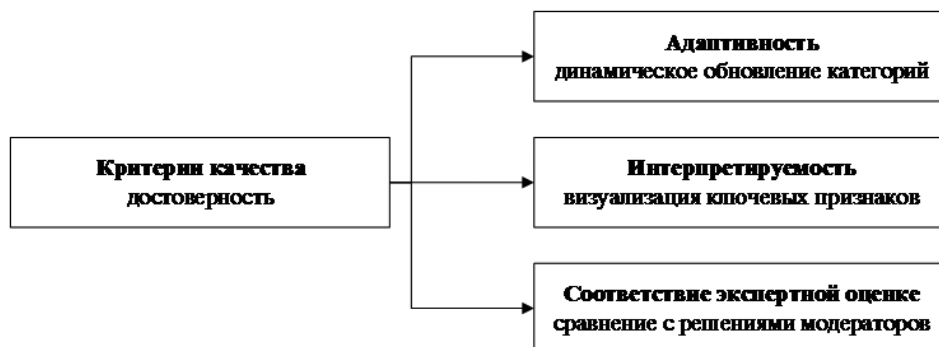 Адаптивность
динамическое обновление категорий
Критерии качества
достоверность
Интерпретируемость
визуализация ключевых признаков
Соответствие экспертной оценке
сравнение с решениями модераторов